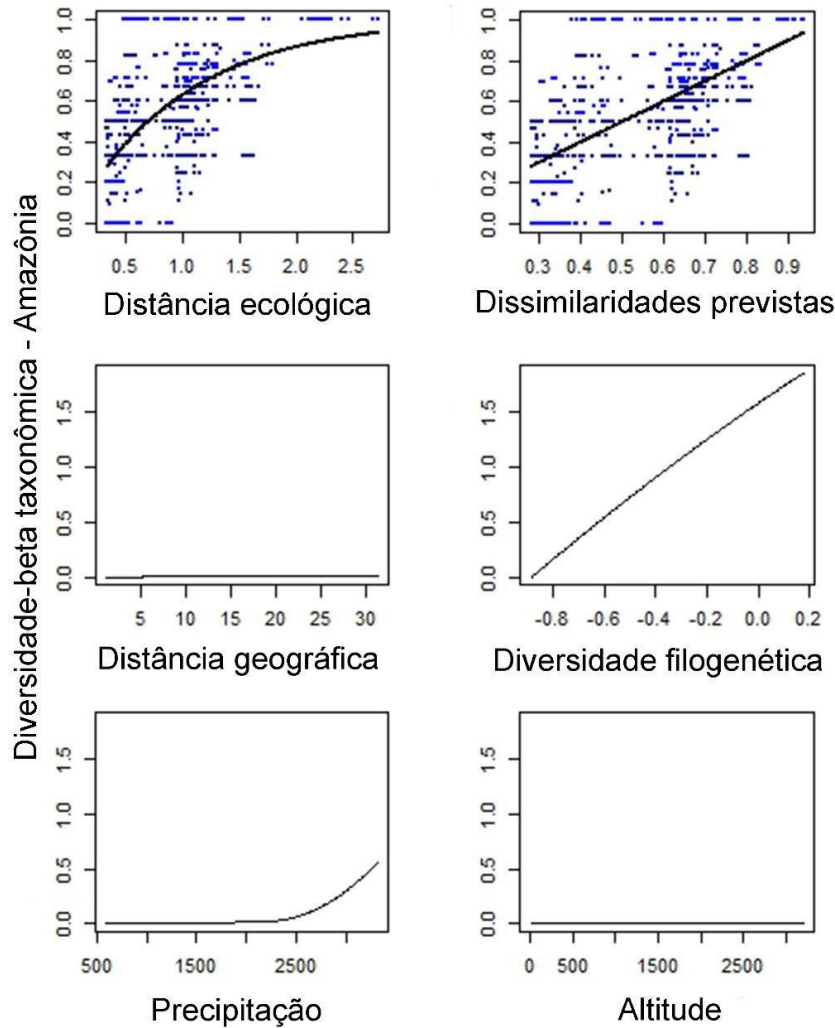 Diversidade-beta taxonômica - Amazônia
0.0 0.2 0.4 0.6 0.8 1.0
0.5 1.0 1.5 2.0 2.5
Distância ecológica
0.0 0.2 0.4 0.6 0.8 1.0
0.3 0.4 0.5 0.6 0.7 0.8 0.9
Dissimilaridades previstas
0.0 0.5 1.0 1.5
5 10 15 20 25 30
Distância geográfica
0.0 0.5 1.0 1.5
-0.8 -0.6 -0.4 -0.2 0.0 0.2
Diversidade filogenética
0.0 0.5 1.0 1.5
500 1500 2500
Precipitação
0.0 0.5 1.0 1.5
0 500 1500 2500
Altitude